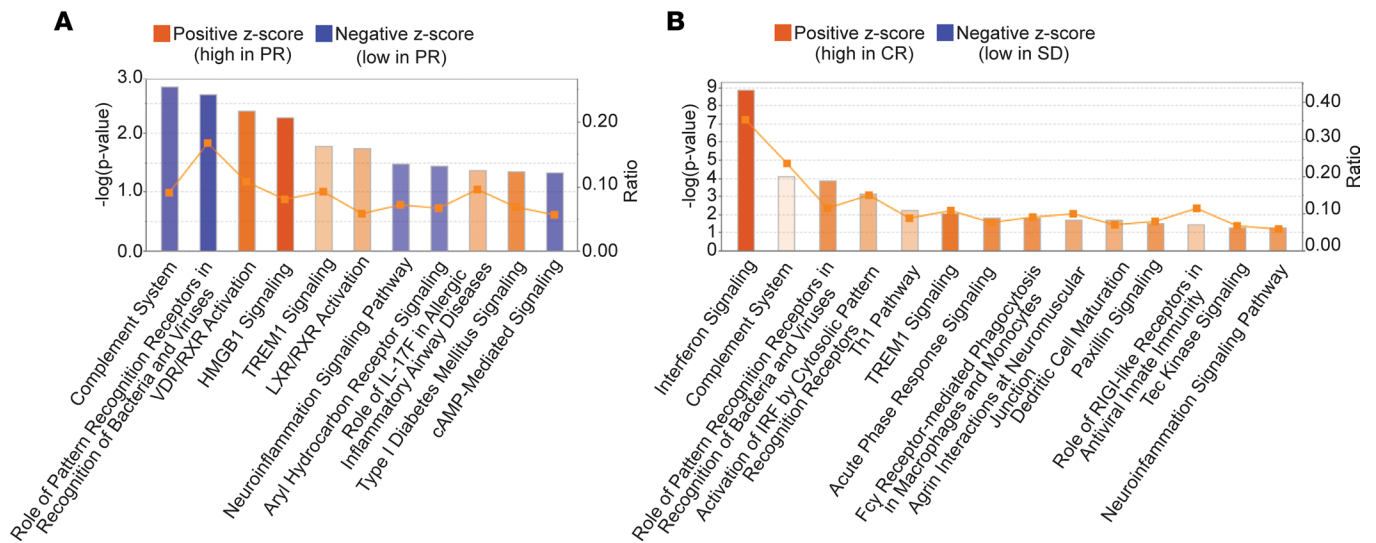 A
Positive z-score
(high in PR)
Negative z-score
(low in PR)
3.0
2.0
1.0
0.0
-log(p-value)
0.20
0.10
0.00
Ratio
Complement System
Role of Pattern Recognition Receptors in
Recognition of Bacteria and Viruses
VDR/RXR Activation
HMGB1 Signaling
TREM1 Signaling
LXR/RXR Activation
Neuroinflammation Signaling Pathway
Aryl Hydrocarbon Receptor Signaling
Role of IL-17F in Allergic
Inflammatory Airway Diseases
Type I Diabetes Mellitus Signaling
cAMP-Mediated Signaling
B
Positive z-score
(high in CR)
Negative z-score
(low in SD)
9
8
7
6
5
4
3
2
1
0
-log(p-value)
0.40
0.30
0.20
0.10
0.00
Ratio
Interferon Signaling
Complement System
Role of Pattern Recognition Receptors in
Recognition of Bacteria and Viruses
Activation of IRF by Cytosolic Pattern
Recognition Receptors
Th1 Pathway
TREM1 Signaling
Acute Phase Response Signaling
Fcy Receptor-mediated Phagocytosis
in Macrophages and Monocytes
Agrin Interactions at Neuromuscular
Junction
Dedritic Cell Maturation
Paxillin Signaling
Role of RIGI-like Receptors in
Antiviral Innate Immunity
Tec Kinase Signaling
Neuroinfammation Signaling Pathway